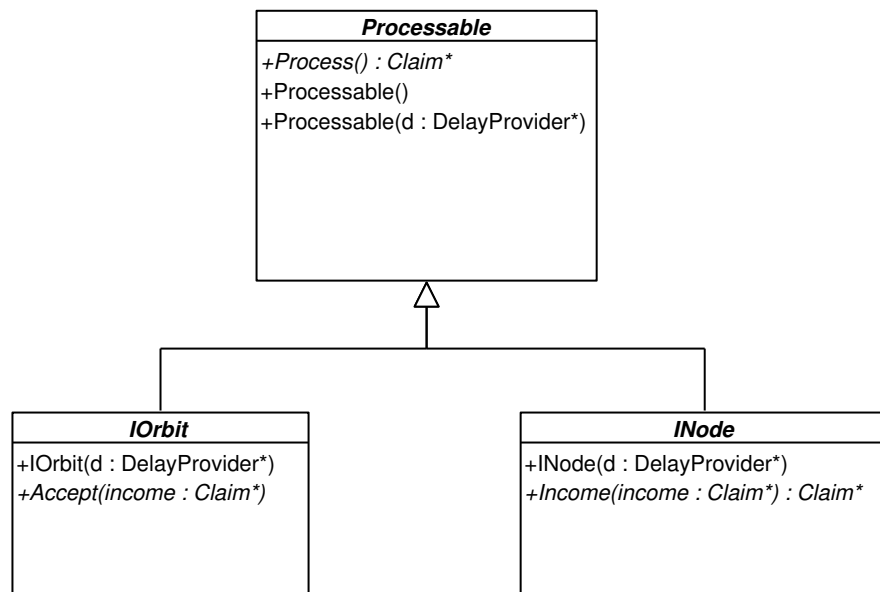 Processable
+Process() : Claim*
+Processable()
+Processable(d : DelayProvider*)
IOrbit
+IOrbit(d : DelayProvider*)
+Accept(income : Claim*)
INode
+INode(d : DelayProvider*)
+Income(income : Claim*) : Claim*